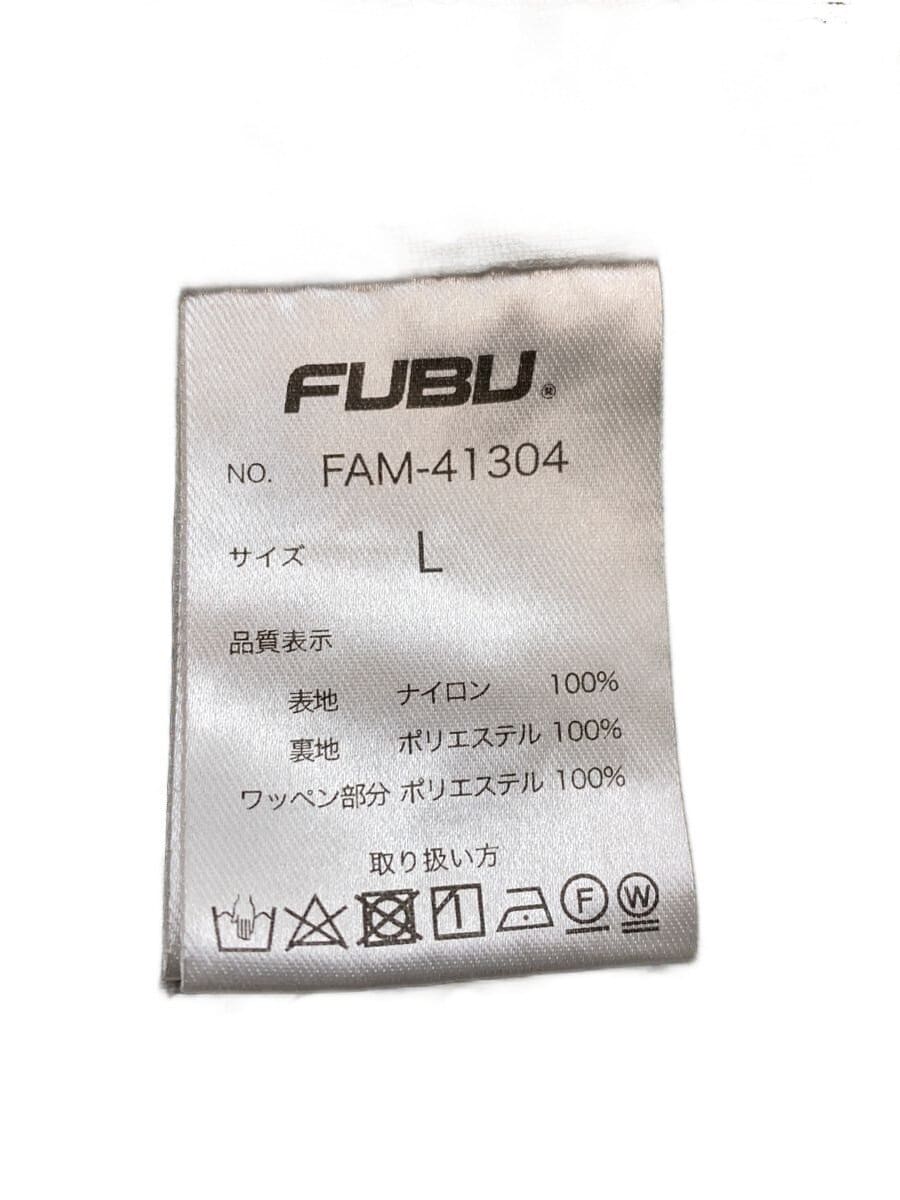 FUBU®
NO. FAM-41304
サイズ L
品質表示
表地 ナイロン 100%
裏地 ポリエステル 100%
ワッペン部分 ポリエステル 100%
取り扱い方
F W